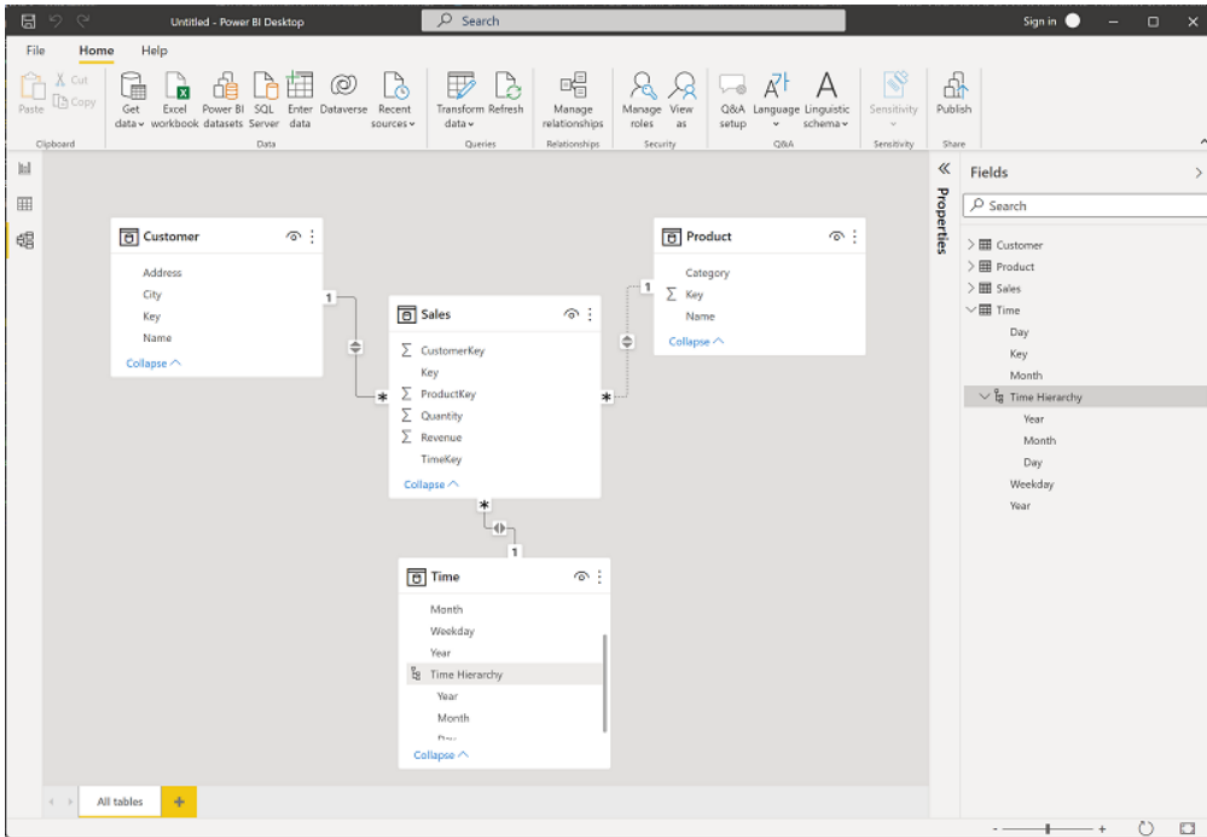 Untitled - Power BI Desktop
Search
Sign in
File Home Help
Paste
Cut
Copy
Get data
Excel workbook
Power BI datasets
SQL Server
Enter data
Dataverse
Recent sources
Transform data
Refresh
Manage relationships
Manage roles
View as
Q&A setup
Language
Linguistic schema
Sensitivity
Publish
Clipboard
Data
Queries
Relationships
Security
Q&A
Sensitivity
Share
Customer
Address
City
Key
Name
Collapse
1
*
Sales
Σ CustomerKey
Key
Σ ProductKey
Σ Quantity
Σ Revenue
TimeKey
Collapse
*
1
Product
Category
Σ Key
Name
Collapse
1
*
Time
Month
Weekday
Year
Time Hierarchy
Year
Month
Day
Collapse
Properties
Fields
Search
Customer
Product
Sales
Time
Day
Key
Month
Time Hierarchy
Year
Month
Day
Weekday
Year
All tables
+
- +